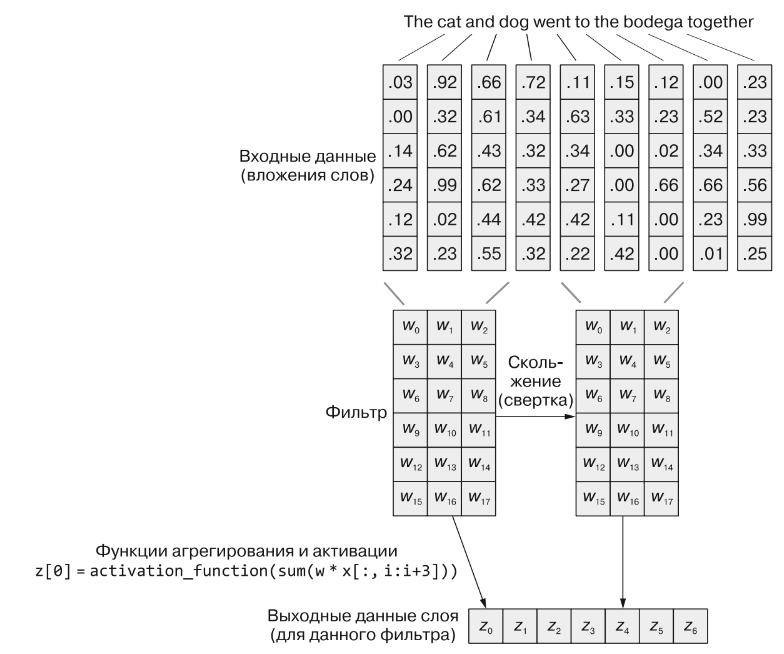 The cat and dog went to the bodega together
.03 .92 .66 .72 .11 .15 .12 .00 .23
.00 .32 .61 .34 .63 .33 .23 .52 .23
Входные данные
(вложения слов)
.14 .62 .43 .32 .34 .00 .02 .34 .33
.24 .99 .62 .33 .27 .00 .66 .66 .56
.12 .02 .44 .42 .42 .11 .00 .23 .99
.32 .23 .55 .32 .22 .42 .00 .01 .25
Фильтр
w₀ w₁ w₂
w₃ w₄ w₅
w₆ w₇ w₈
w₉ w₁₀ w₁₁
w₁₂ w₁₃ w₁₄
w₁₅ w₁₆ w₁₇
Сколь-
жение
(свертка)
w₀ w₁ w₂
w₃ w₄ w₅
w₆ w₇ w₈
w₉ w₁₀ w₁₁
w₁₂ w₁₃ w₁₄
w₁₅ w₁₆ w₁₇
Функции агрегирования и активации
z[0] = activation_function(sum(w * x[:, i:i+3]))
Выходные данные слоя
(для данного фильтра)
z₀ z₁ z₂ z₃ z₄ z₅ z₆